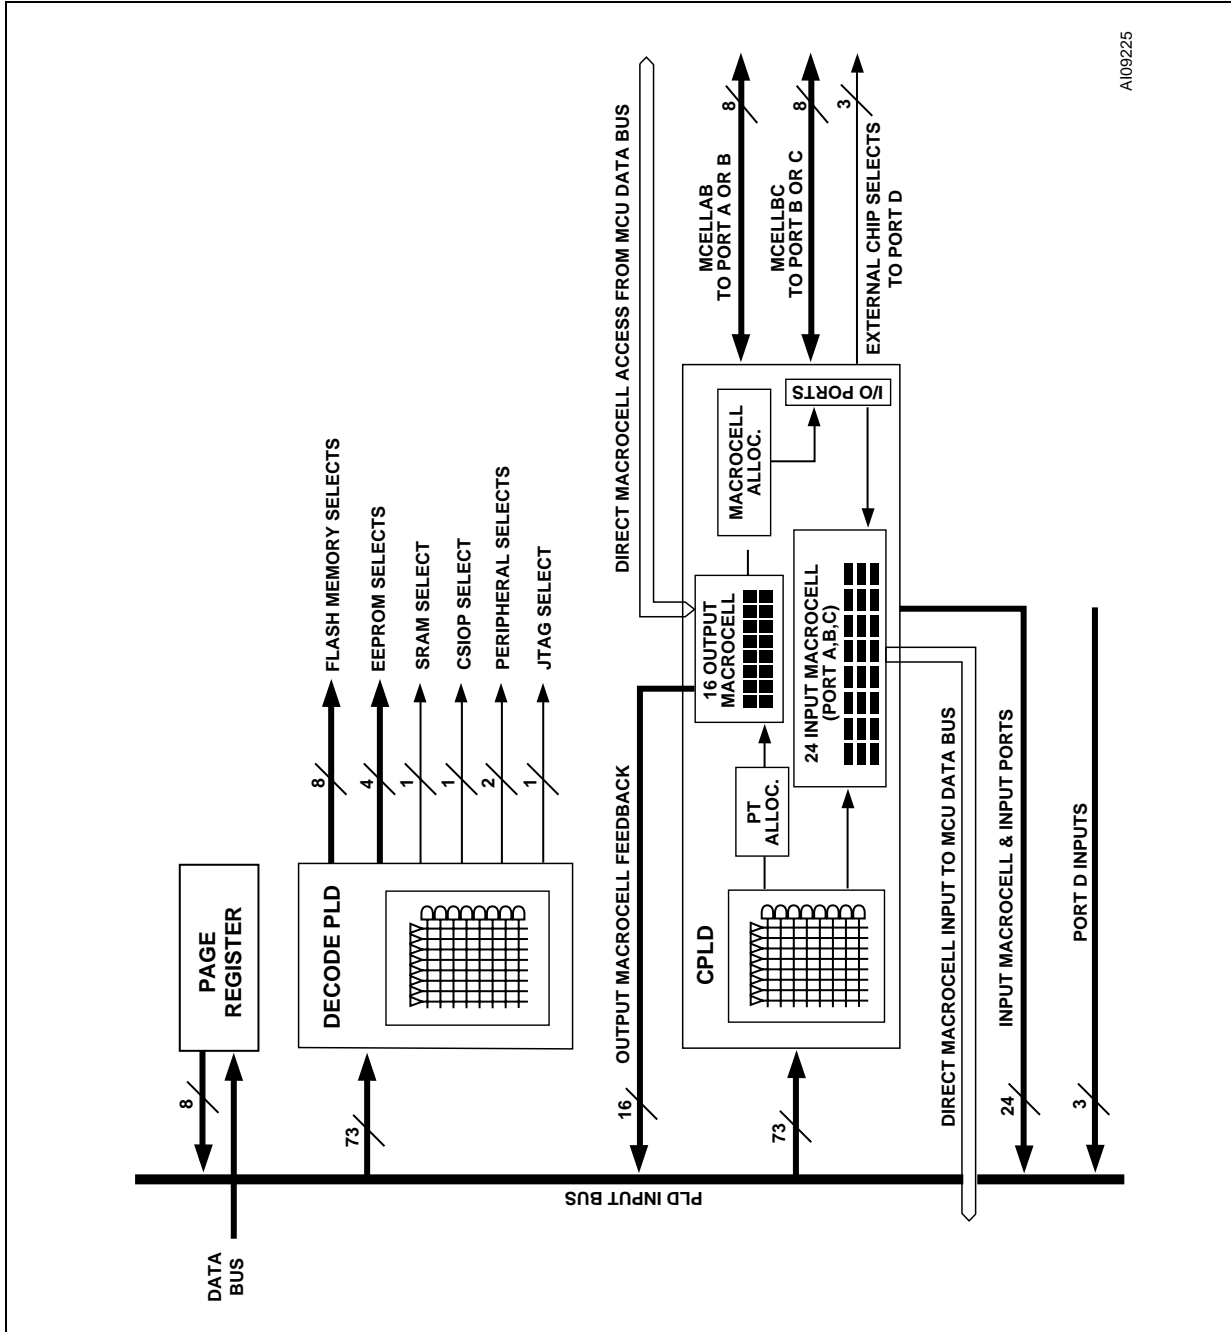 DATA
BUS
8
PAGE
REGISTER
73
DECODE PLD
8
FLASH MEMORY SELECTS
4
EEPROM SELECTS
1
SRAM SELECT
1
CSIOP SELECT
2
PERIPHERAL SELECTS
1
JTAG SELECT
PLD INPUT BUS
16
OUTPUT MACROCELL FEEDBACK
DIRECT MACROCELL ACCESS FROM MCU DATA BUS
73
CPLD
PT
ALLOC.
16 OUTPUT
MACROCELL
MACROCELL
ALLOC.
I/O PORTS
24 INPUT MACROCELL
(PORT A,B,C)
MCELLAB
TO PORT A OR B
8
MCELLBC
TO PORT B OR C
8
EXTERNAL CHIP SELECTS
TO PORT D
3
DIRECT MACROCELL INPUT TO MCU DATA BUS
24
INPUT MACROCELL & INPUT PORTS
3
PORT D INPUTS
AI09225